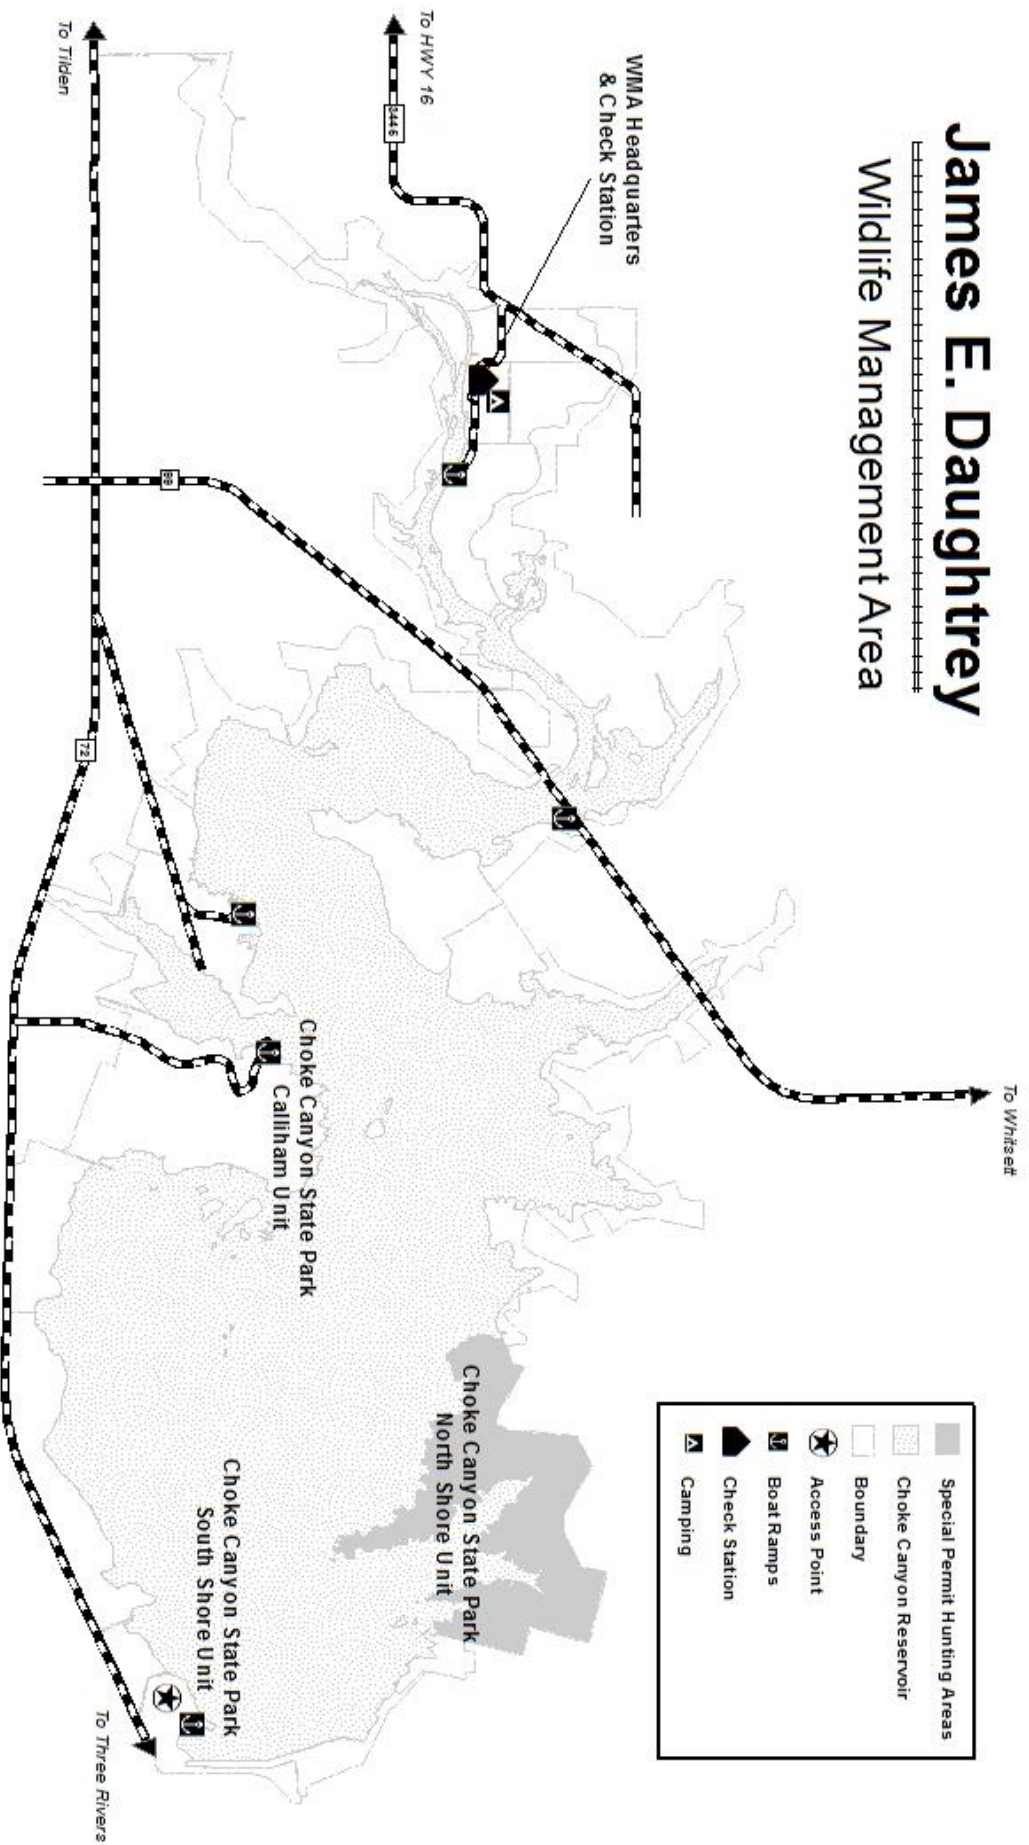 James E. Daughtrey
Wildlife Management Area
To Whitsett
To HWY 16
3445
WMA Headquarters
& Check Station
To Tilden
99
72
Choke Canyon State Park
Calliham Unit
Choke Canyon State Park
North Shore Unit
Choke Canyon State Park
South Shore Unit
To Three Rivers
Special Permit Hunting Areas
Choke Canyon Reservoir
Boundary
Access Point
Boat Ramps
Check Station
Camping